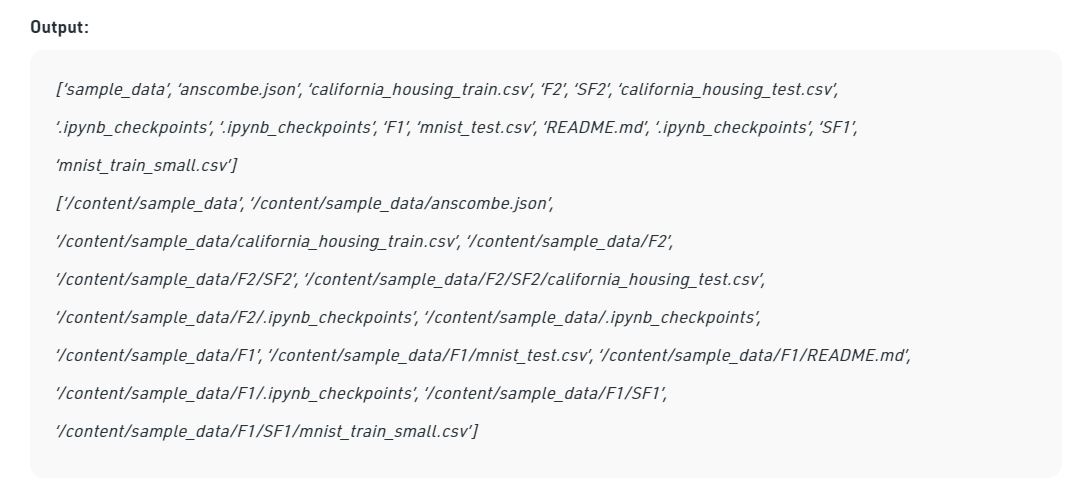 Output:
[‘sample_data’, ‘anscombe.json’, ‘california_housing_train.csv’, ‘F2’, ‘SF2’, ‘california_housing_test.csv’,
‘.ipynb_checkpoints’, ‘.ipynb_checkpoints’, ‘F1’, ‘mnist_test.csv’, ‘README.md’, ‘.ipynb_checkpoints’, ‘SF1’,
‘mnist_train_small.csv’]
[‘/content/sample_data’, ‘/content/sample_data/anscombe.json’,
‘/content/sample_data/california_housing_train.csv’, ‘/content/sample_data/F2’,
‘/content/sample_data/F2/SF2’, ‘/content/sample_data/F2/SF2/california_housing_test.csv’,
‘/content/sample_data/F2/.ipynb_checkpoints’, ‘/content/sample_data/.ipynb_checkpoints’,
‘/content/sample_data/F1’, ‘/content/sample_data/F1/mnist_test.csv’, ‘/content/sample_data/F1/README.md’,
‘/content/sample_data/F1/.ipynb_checkpoints’, ‘/content/sample_data/F1/SF1’,
‘/content/sample_data/F1/SF1/mnist_train_small.csv’]